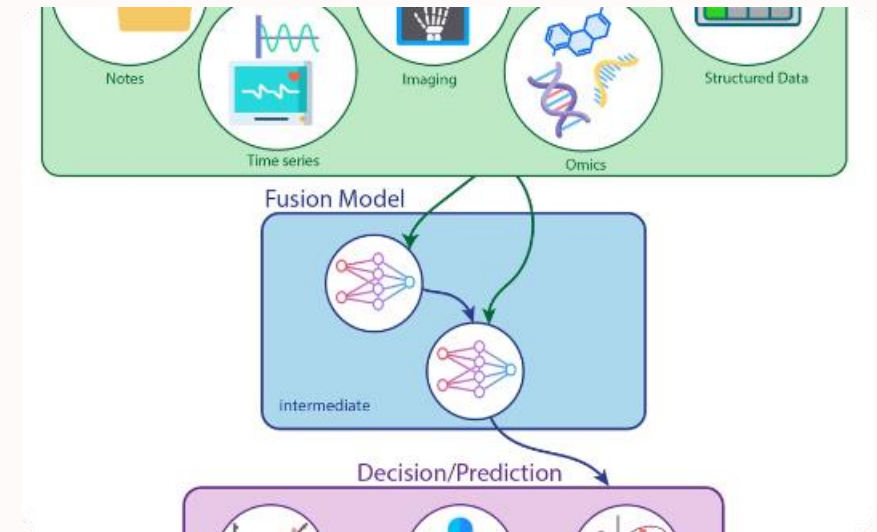 Notes
Imaging
Structured Data
Time series
Omics
Fusion Model
intermediate
Decision/Prediction